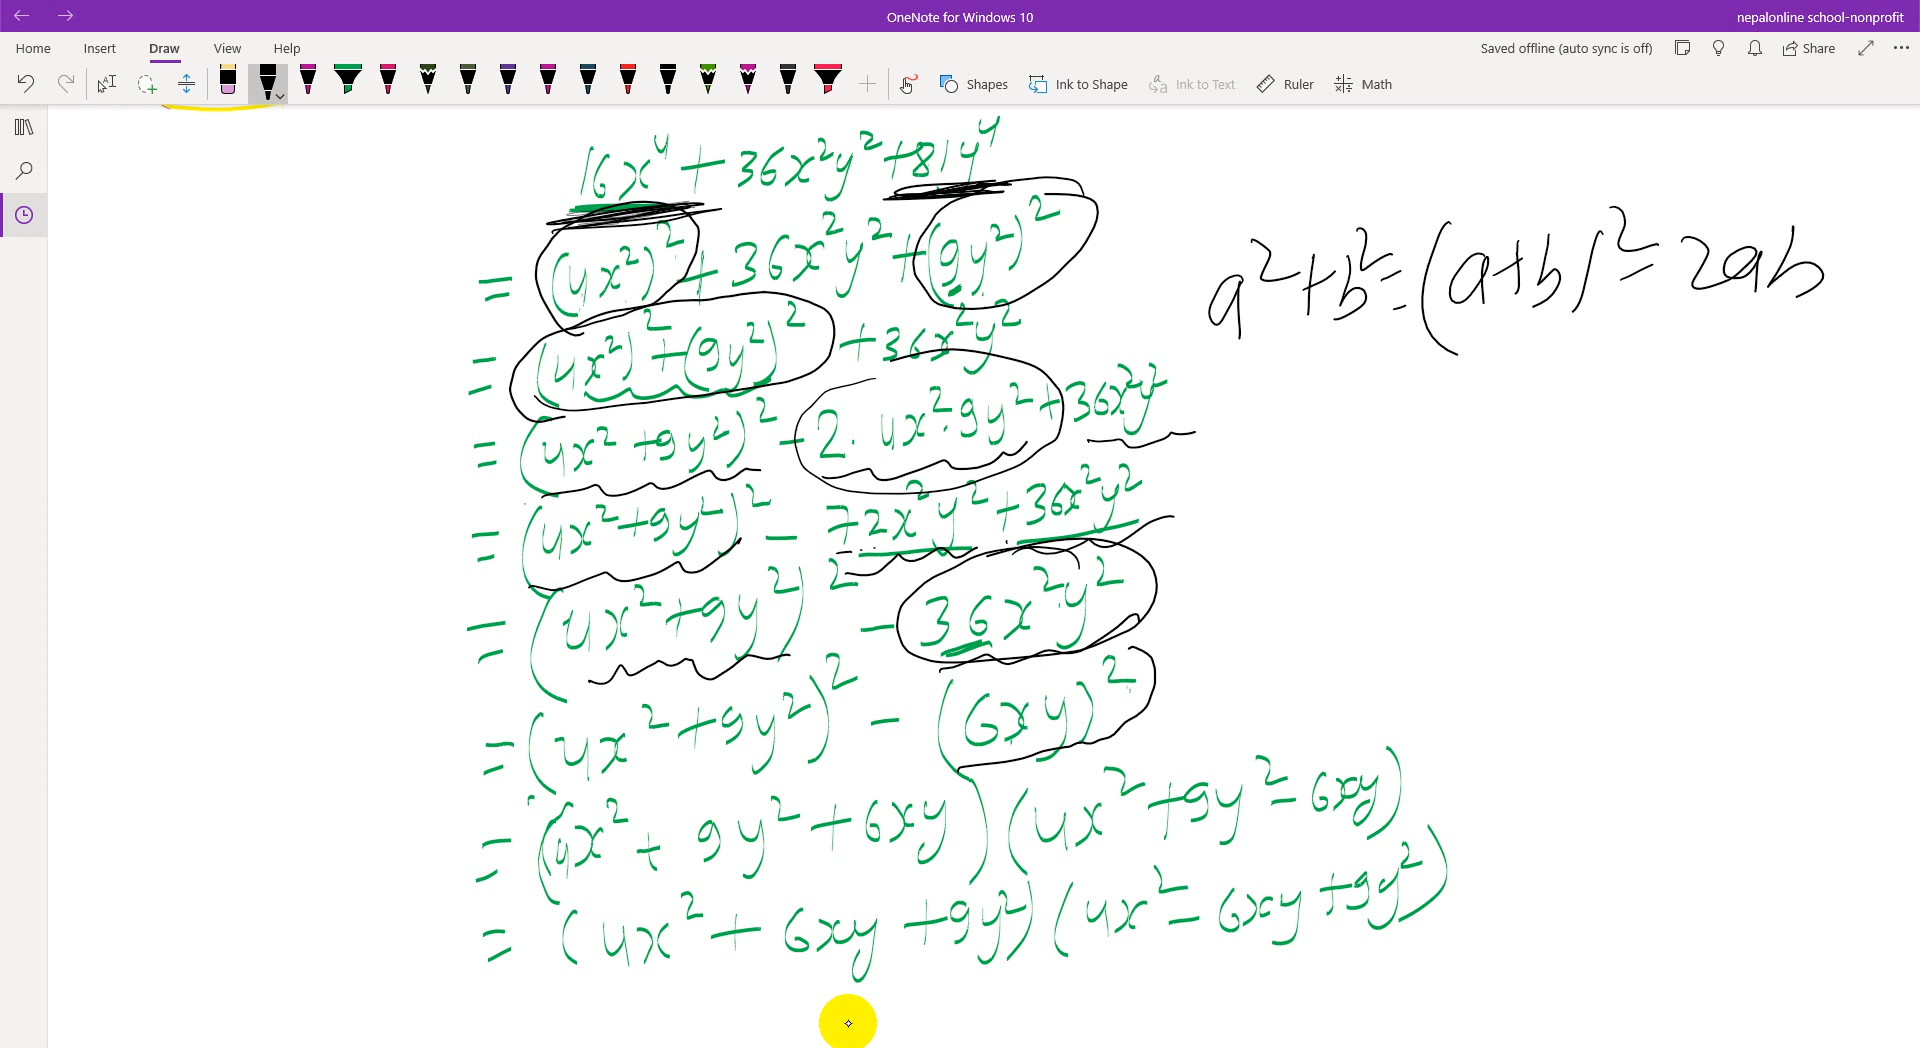 OneNote for Windows 10
nepalonline school-nonprofit
Home Insert Draw View Help
Saved offline (auto sync is off) Share
Shapes Ink to Shape Ink to Text Ruler Math
16x⁴ + 36x²y² + 81y⁴
= (4x²)² + 36x²y² + (9y²)²
= (4x²)² + (9y²)² + 36x²y²
= (4x² + 9y²)² - 2. 4x². 9y² + 36x²y²
= (4x² + 9y²)² - 72x²y² + 36x²y²
= (4x² + 9y²)² - 36x²y²
= (4x² + 9y²)² - (6xy)²
= (4x² + 9y² + 6xy) (4x² + 9y² - 6xy)
= (4x² + 6xy + 9y²) (4x² - 6xy + 9y²)
a² + b² = (a + b)² - 2ab